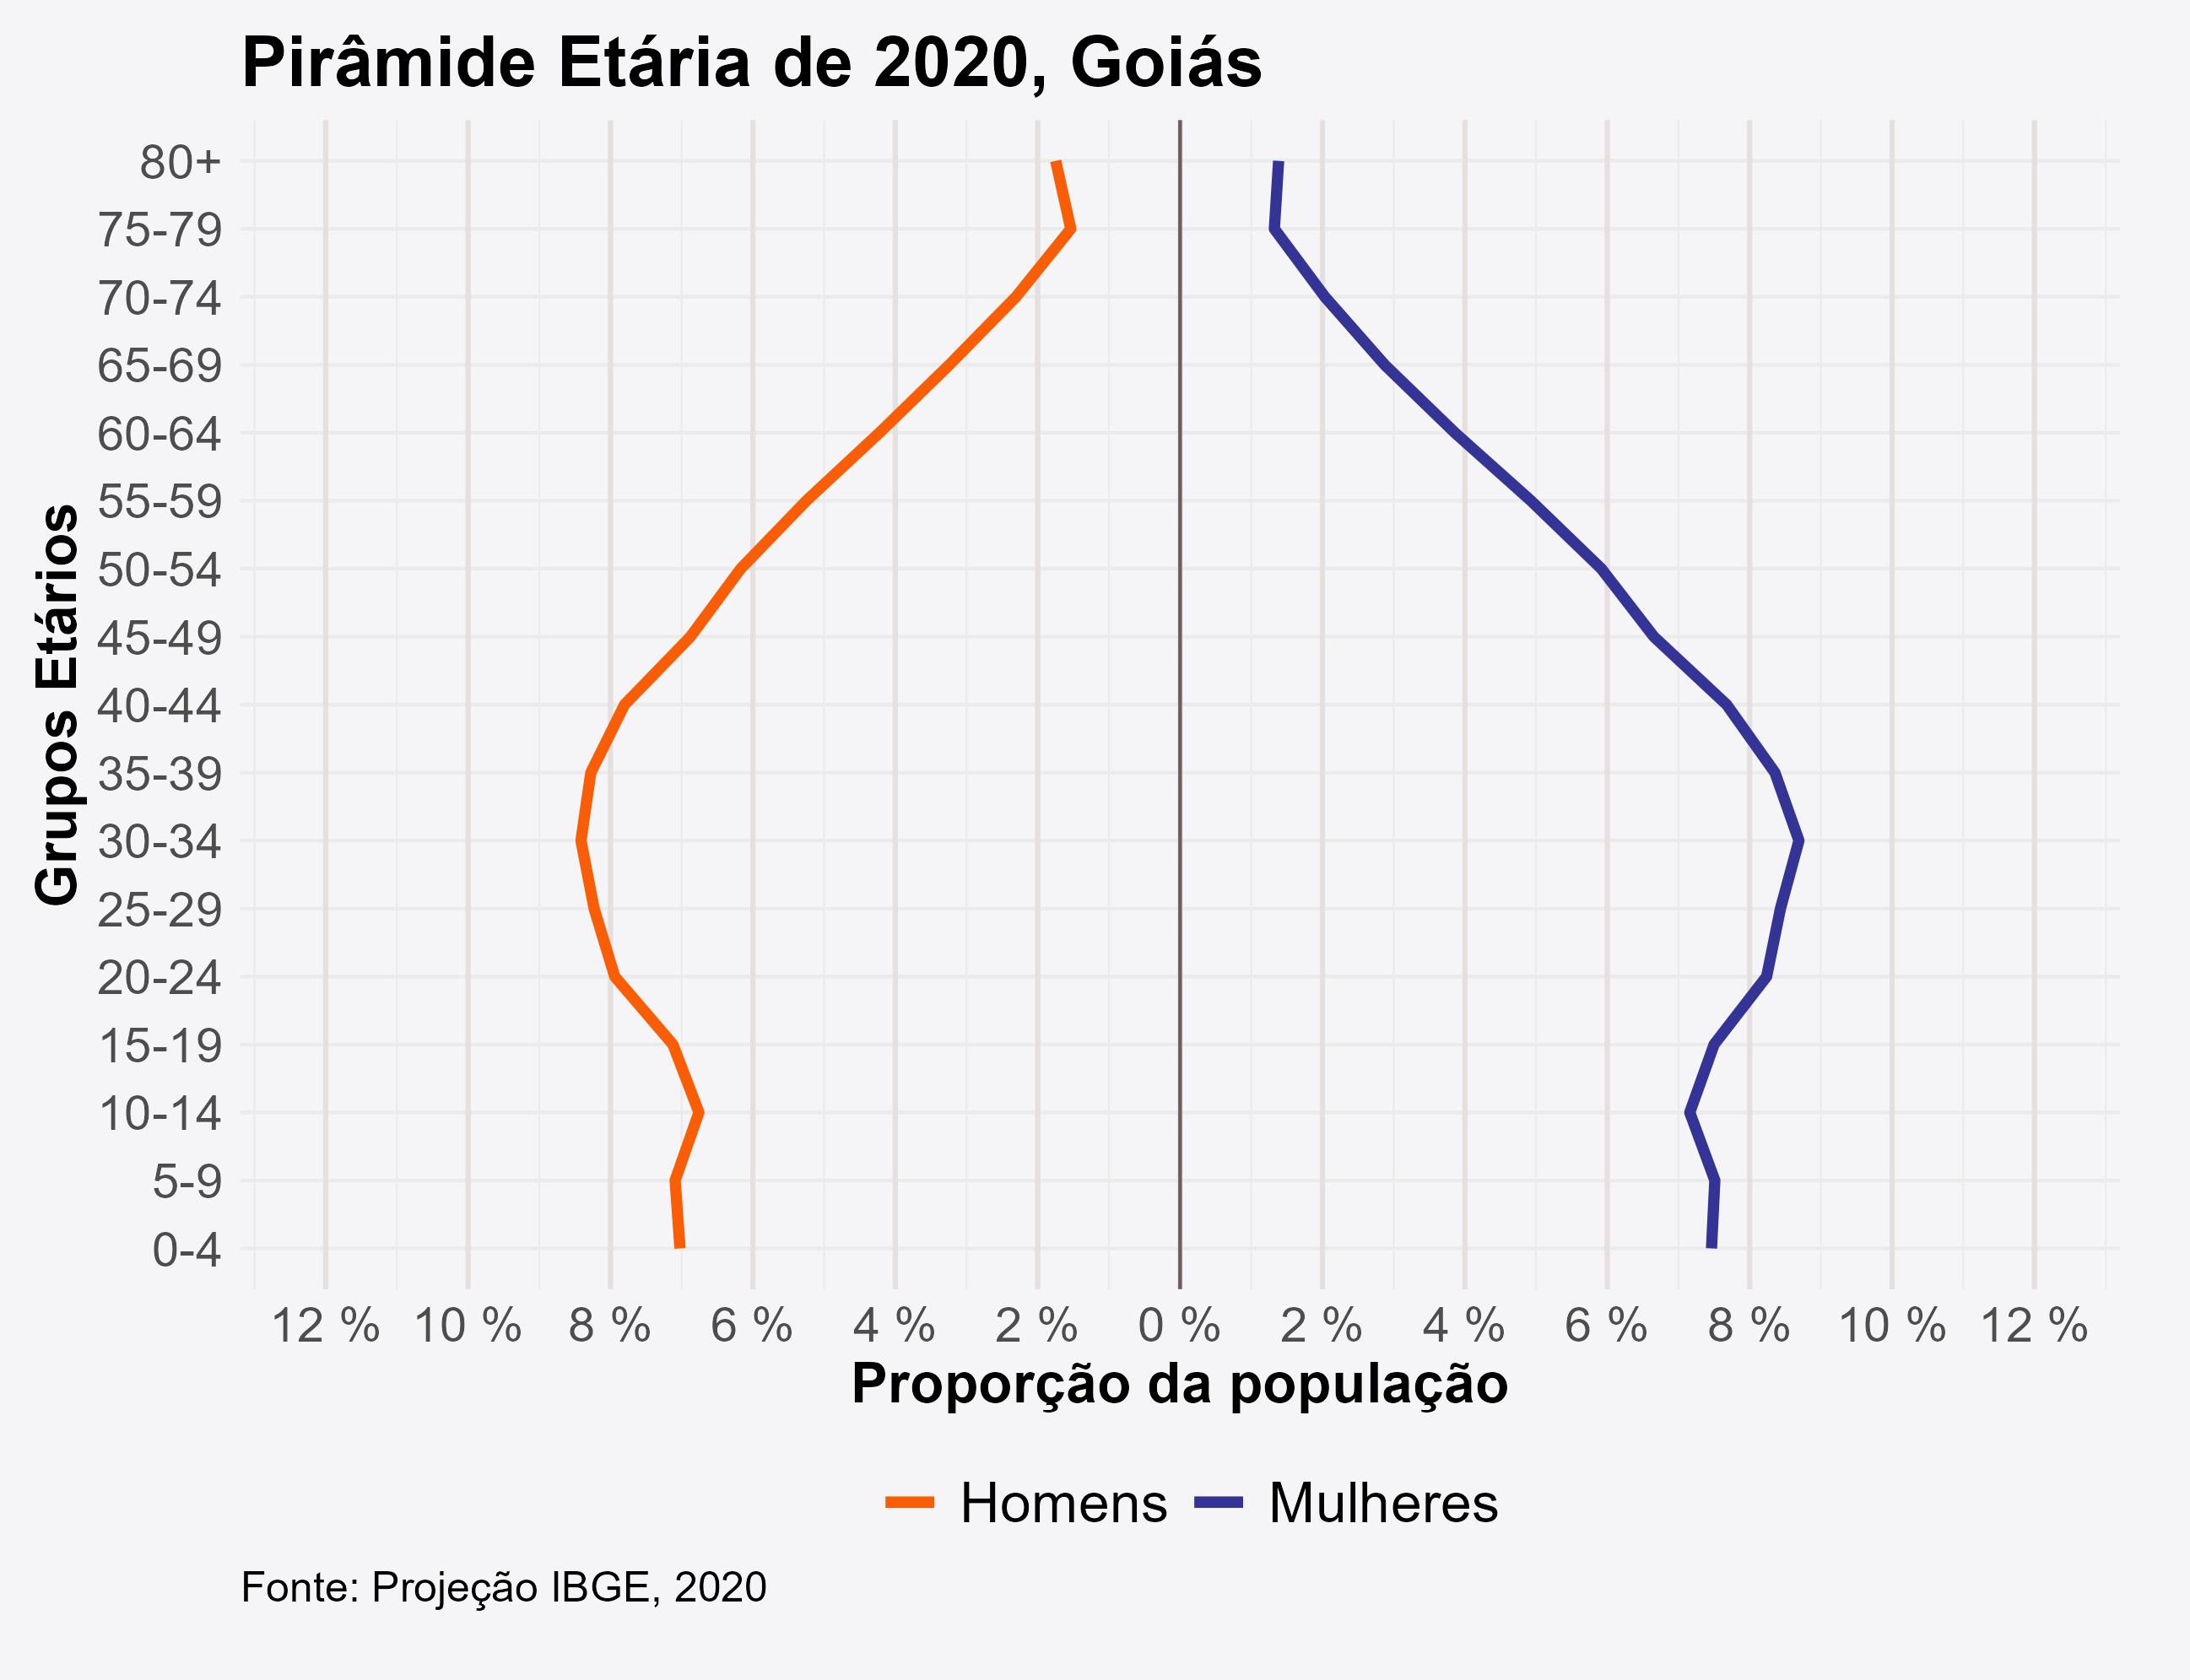 Pirâmide Etária de 2020, Goiás
Grupos Etários
80+
75-79
70-74
65-69
60-64
55-59
50-54
45-49
40-44
35-39
30-34
25-29
20-24
15-19
10-14
5-9
0-4
12 % 10 % 8 % 6 % 4 % 2 % 0 % 2 % 4 % 6 % 8 % 10 % 12 %
Proporção da população
Homens Mulheres
Fonte: Projeção IBGE, 2020